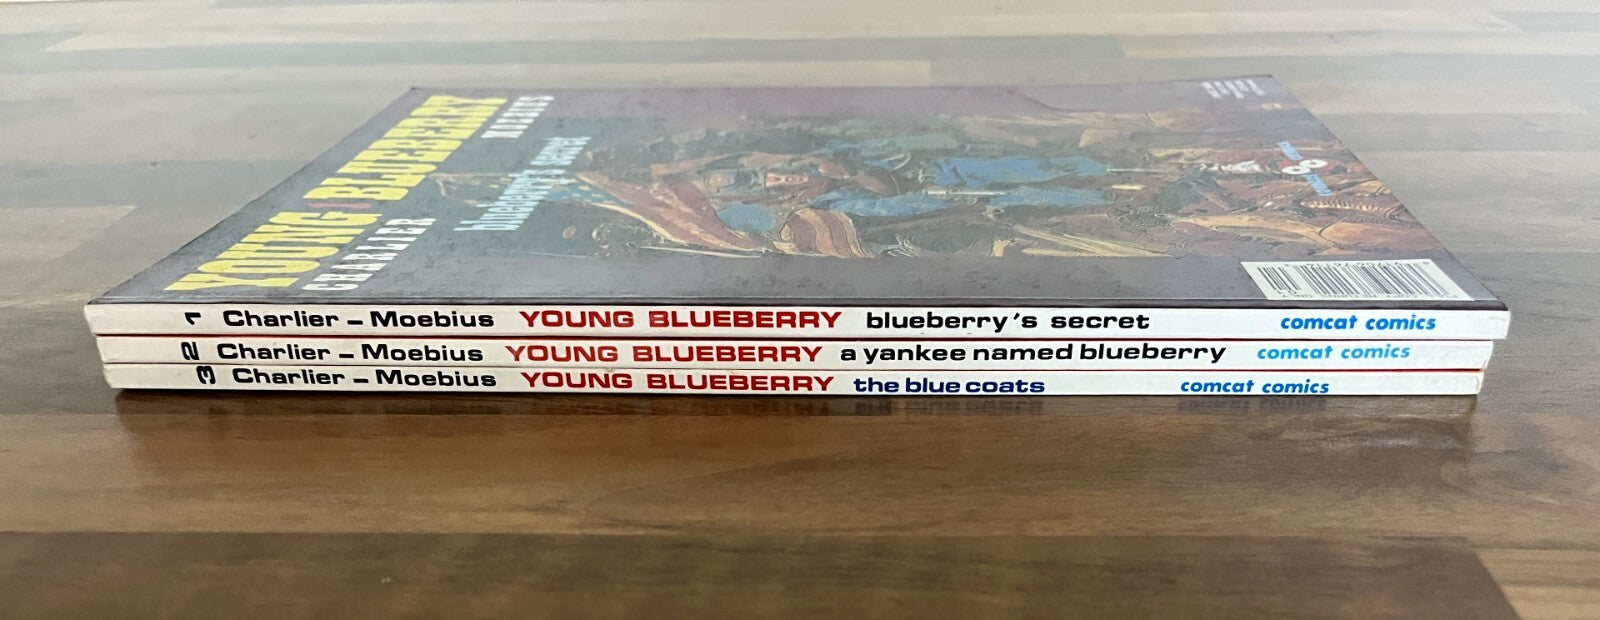 YOUNG BLUEBERRY
CHARLIER
MOEBIUS
blueberry's secret
1 Charlier – Moebius YOUNG BLUEBERRY blueberry's secret comcat comics
2 Charlier – Moebius YOUNG BLUEBERRY a yankee named blueberry comcat comics
3 Charlier – Moebius YOUNG BLUEBERRY the blue coats comcat comics